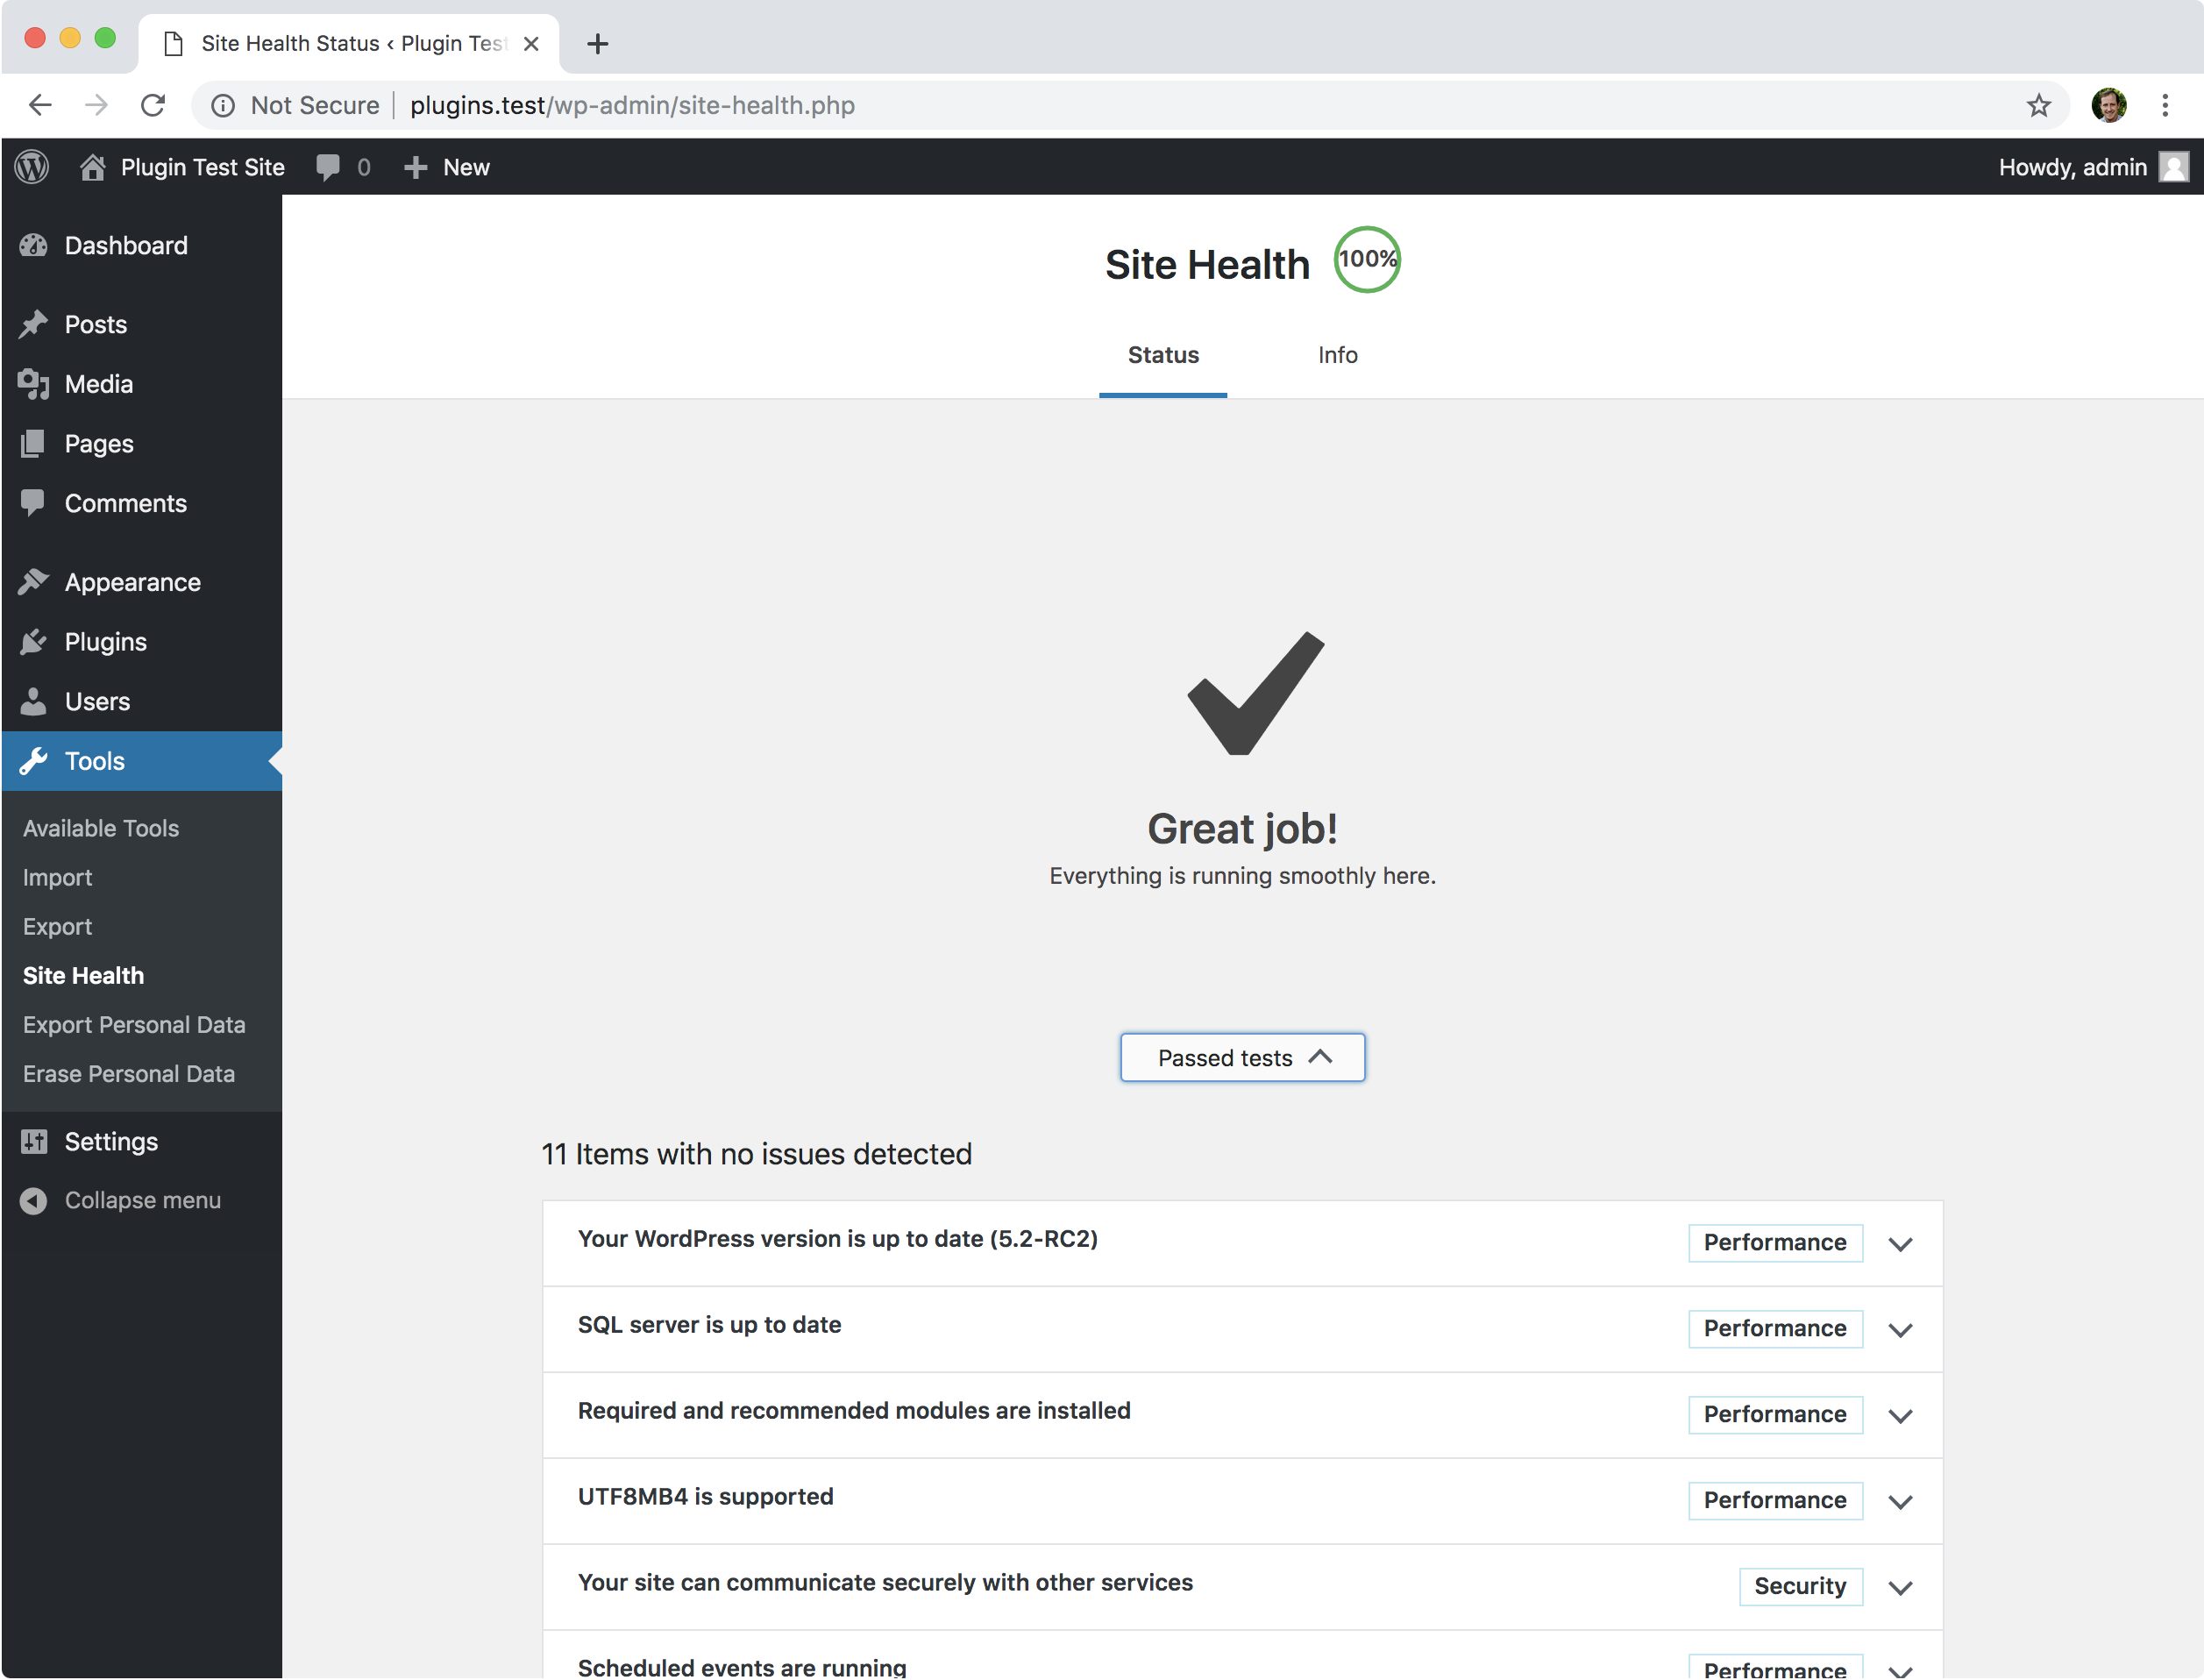 Site Health Status ‹ Plugin Test
Not Secure | plugins.test/wp-admin/site-health.php
Plugin Test Site 0 New Howdy, admin
Dashboard
Posts
Media
Pages
Comments
Appearance
Plugins
Users
Tools
Available Tools
Import
Export
Site Health
Export Personal Data
Erase Personal Data
Settings
Collapse menu
Site Health 100%
Status Info
Great job!
Everything is running smoothly here.
Passed tests
11 Items with no issues detected
Your WordPress version is up to date (5.2-RC2) Performance
SQL server is up to date Performance
Required and recommended modules are installed Performance
UTF8MB4 is supported Performance
Your site can communicate securely with other services Security
Scheduled events are running Performance